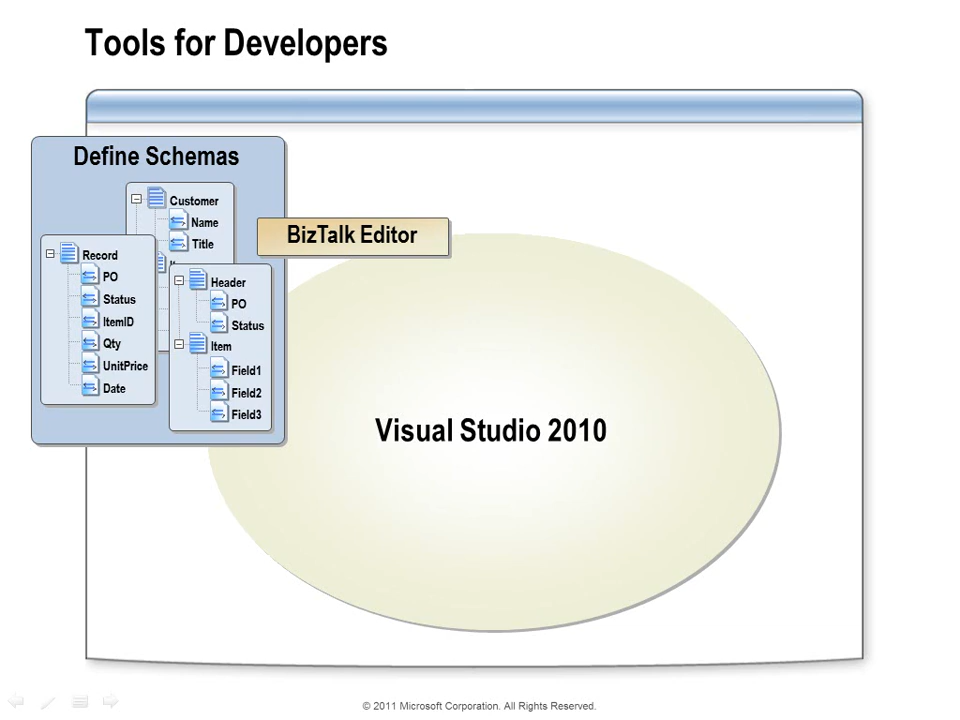 Tools for Developers
Define Schemas
Customer
Name
Title
BizTalk Editor
Record
PO
Status
ItemID
Qty
UnitPrice
Date
Header
PO
Status
Item
Field1
Field2
Field3
Visual Studio 2010
© 2011 Microsoft Corporation. All Rights Reserved.